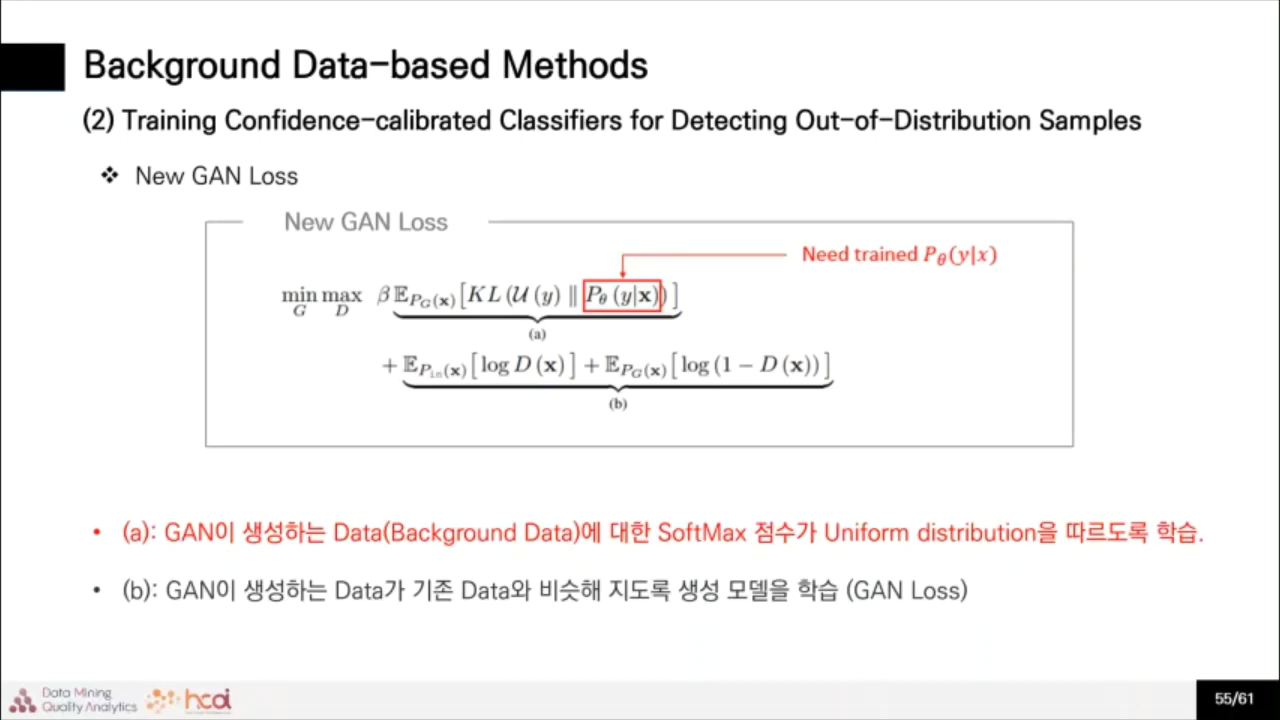 Background Data-based Methods
(2) Training Confidence-calibrated Classifiers for Detecting Out-of-Distribution Samples
❖ New GAN Loss
New GAN Loss
Need trained P_θ(y|x)
min_G max_D β𝔼_{P_G(𝐱)}[KL(𝒰(y) ∥ P_θ(y|𝐱))]
(a)
+ 𝔼_{P_in(𝐱)}[log D(𝐱)] + 𝔼_{P_G(𝐱)}[log(1 − D(𝐱))]
(b)
• (a): GAN이 생성하는 Data(Background Data)에 대한 SoftMax 점수가 Uniform distribution을 따르도록 학습.
• (b): GAN이 생성하는 Data가 기존 Data와 비슷해 지도록 생성 모델을 학습 (GAN Loss)
Data Mining
Quality Analytics
hcai
55/61